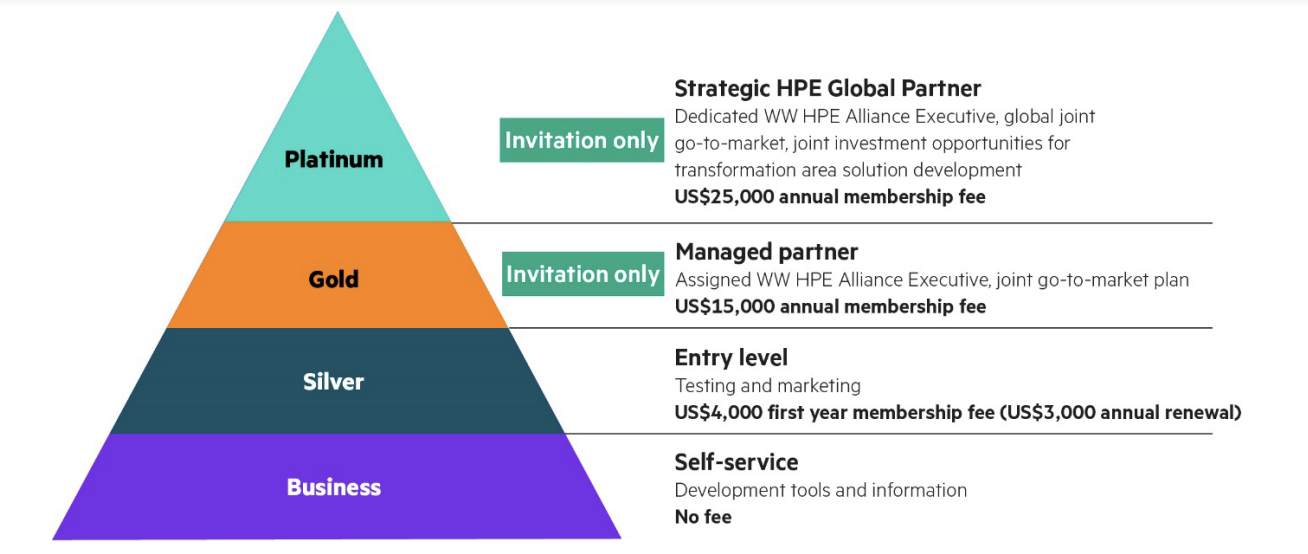 Platinum
Invitation only
Strategic HPE Global Partner
Dedicated WW HPE Alliance Executive, global joint
go-to-market, joint investment opportunities for
transformation area solution development
US$25,000 annual membership fee
Gold
Invitation only
Managed partner
Assigned WW HPE Alliance Executive, joint go-to-market plan
US$15,000 annual membership fee
Silver
Entry level
Testing and marketing
US$4,000 first year membership fee (US$3,000 annual renewal)
Business
Self-service
Development tools and information
No fee